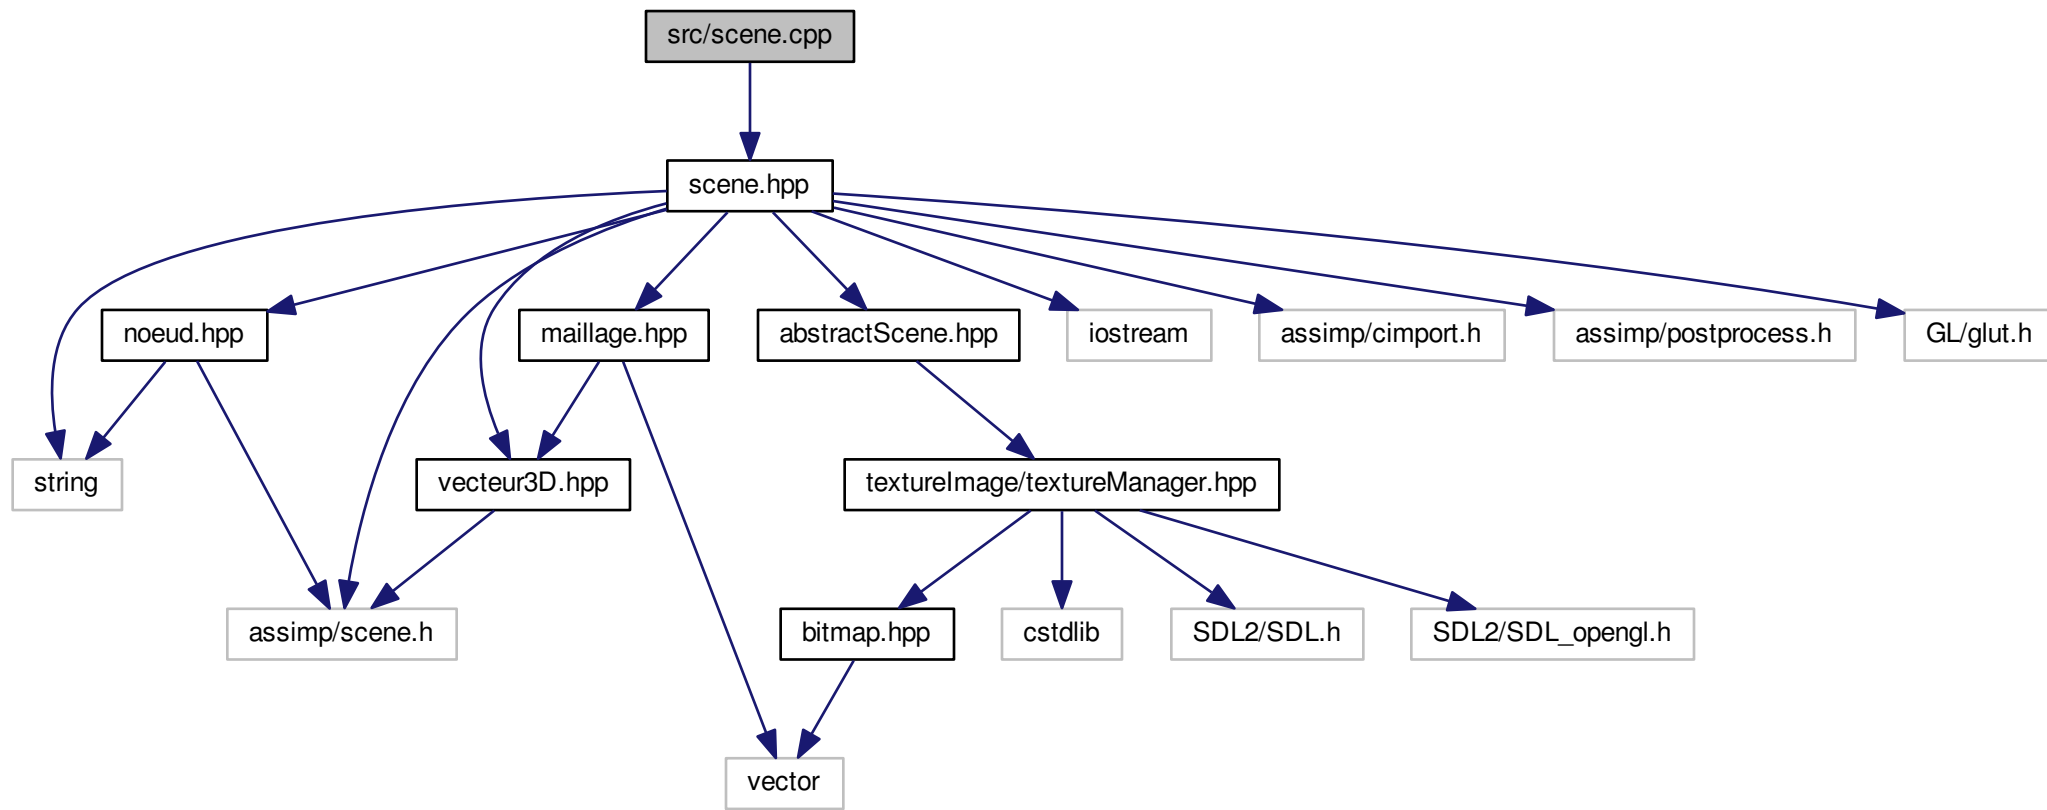 src/scene.cpp
scene.hpp
noeud.hpp
maillage.hpp
abstractScene.hpp
iostream
assimp/cimport.h
assimp/postprocess.h
GL/glut.h
string
vecteur3D.hpp
textureImage/textureManager.hpp
assimp/scene.h
bitmap.hpp
cstdlib
SDL2/SDL.h
SDL2/SDL_opengl.h
vector